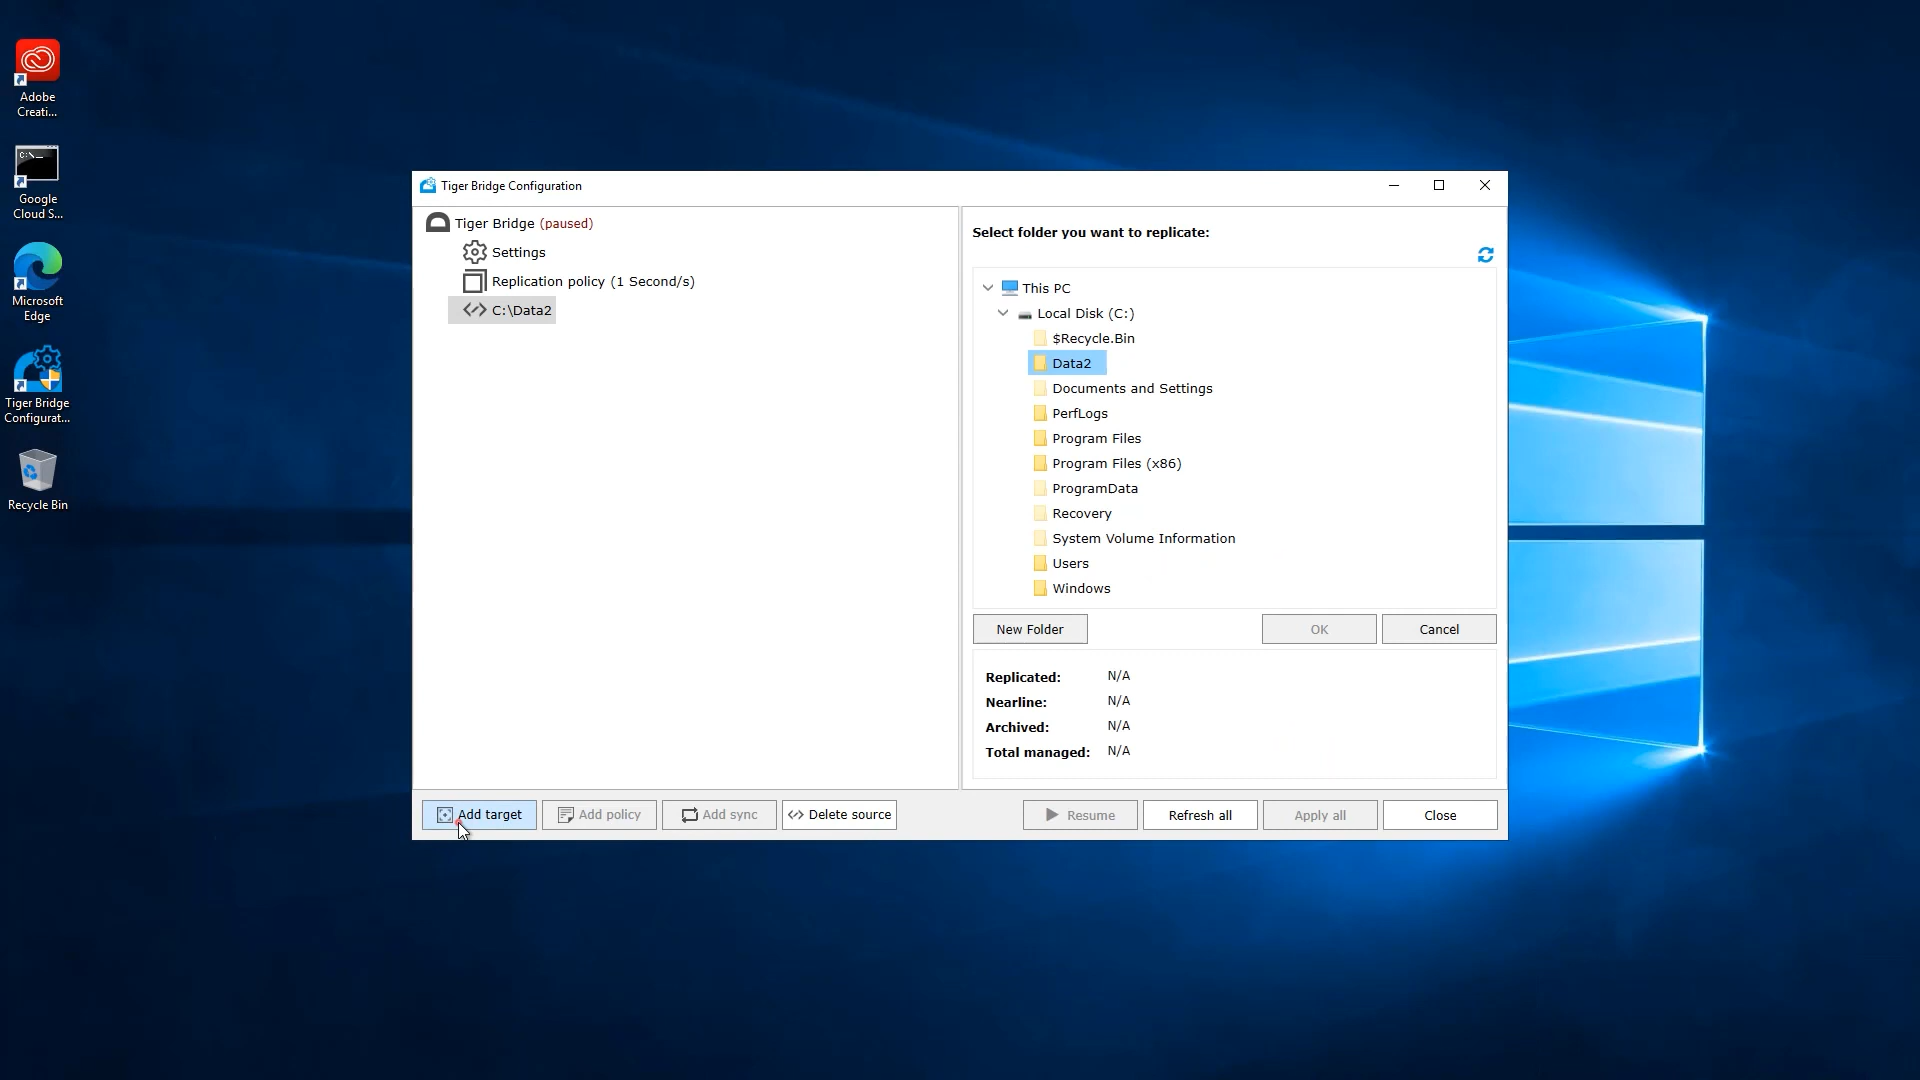 Adobe
Creati...
Google
Cloud S...
Microsoft
Edge
Tiger Bridge
Configurat...
Recycle Bin
Tiger Bridge Configuration
Tiger Bridge (paused)
Settings
Replication policy (1 Second/s)
C:\Data2
Select folder you want to replicate:
This PC
Local Disk (C:)
$Recycle.Bin
Data2
Documents and Settings
PerfLogs
Program Files
Program Files (x86)
ProgramData
Recovery
System Volume Information
Users
Windows
New Folder
OK
Cancel
Replicated: N/A
Nearline: N/A
Archived: N/A
Total managed: N/A
Add target
Add policy
Add sync
Delete source
Resume
Refresh all
Apply all
Close